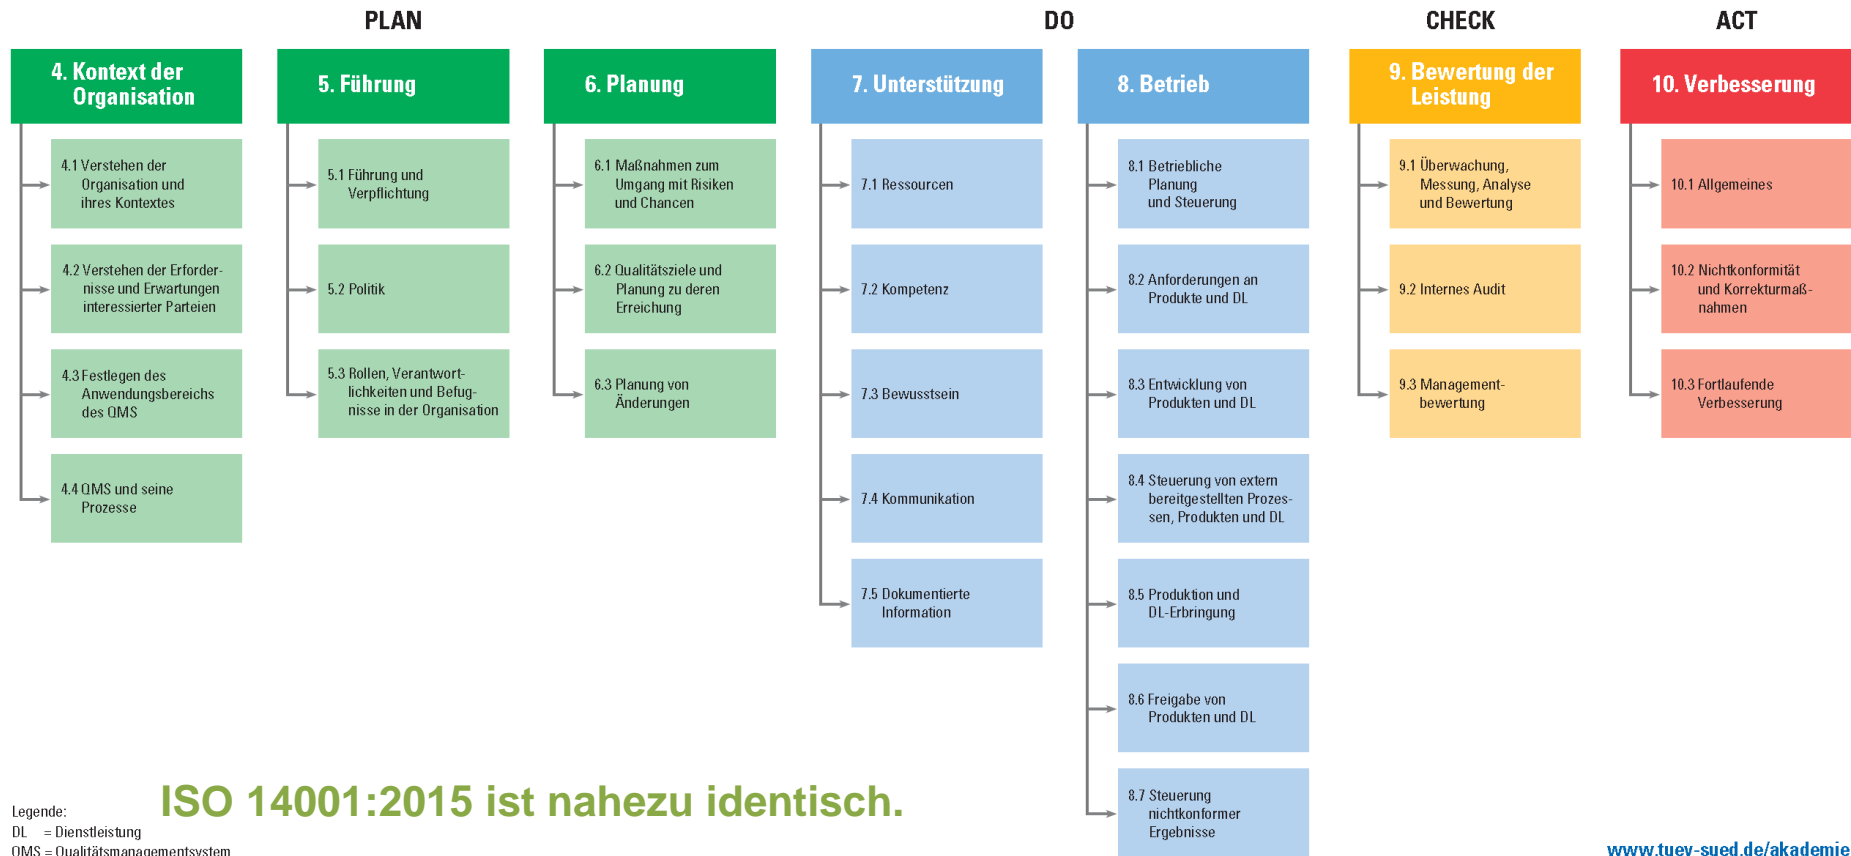 PLAN
DO
CHECK
ACT
4. Kontext der
Organisation
4.1 Verstehen der
Organisation und
ihres Kontextes
4.2 Verstehen der Erforder-
nisse und Erwartungen
interessierter Parteien
4.3 Festlegen des
Anwendungsbereichs
des QMS
4.4 QMS und seine
Prozesse
5. Führung
5.1 Führung und
Verpflichtung
5.2 Politik
5.3 Rollen, Verantwort-
lichkeiten und Befug-
nisse in der Organisation
6. Planung
6.1 Maßnahmen zum
Umgang mit Risiken
und Chancen
6.2 Qualitätsziele und
Planung zu deren
Erreichung
6.3 Planung von
Änderungen
7. Unterstützung
7.1 Ressourcen
7.2 Kompetenz
7.3 Bewusstsein
7.4 Kommunikation
7.5 Dokumentierte
Information
8. Betrieb
8.1 Betriebliche
Planung
und Steuerung
8.2 Anforderungen an
Produkte und DL
8.3 Entwicklung von
Produkten und DL
8.4 Steuerung von extern
bereitgestellten Prozes-
sen, Produkten und DL
8.5 Produktion und
DL-Erbringung
8.6 Freigabe von
Produkten und DL
8.7 Steuerung
nichtkonformer
Ergebnisse
9. Bewertung der
Leistung
9.1 Überwachung,
Messung, Analyse
und Bewertung
9.2 Internes Audit
9.3 Management-
bewertung
10. Verbesserung
10.1 Allgemeines
10.2 Nichtkonformität
und Korrekturmaß-
nahmen
10.3 Fortlaufende
Verbesserung
ISO 14001:2015 ist nahezu identisch.
Legende:
DL = Dienstleistung
QMS = Qualitätsmanagementsystem
www.tuev-sued.de/akademie